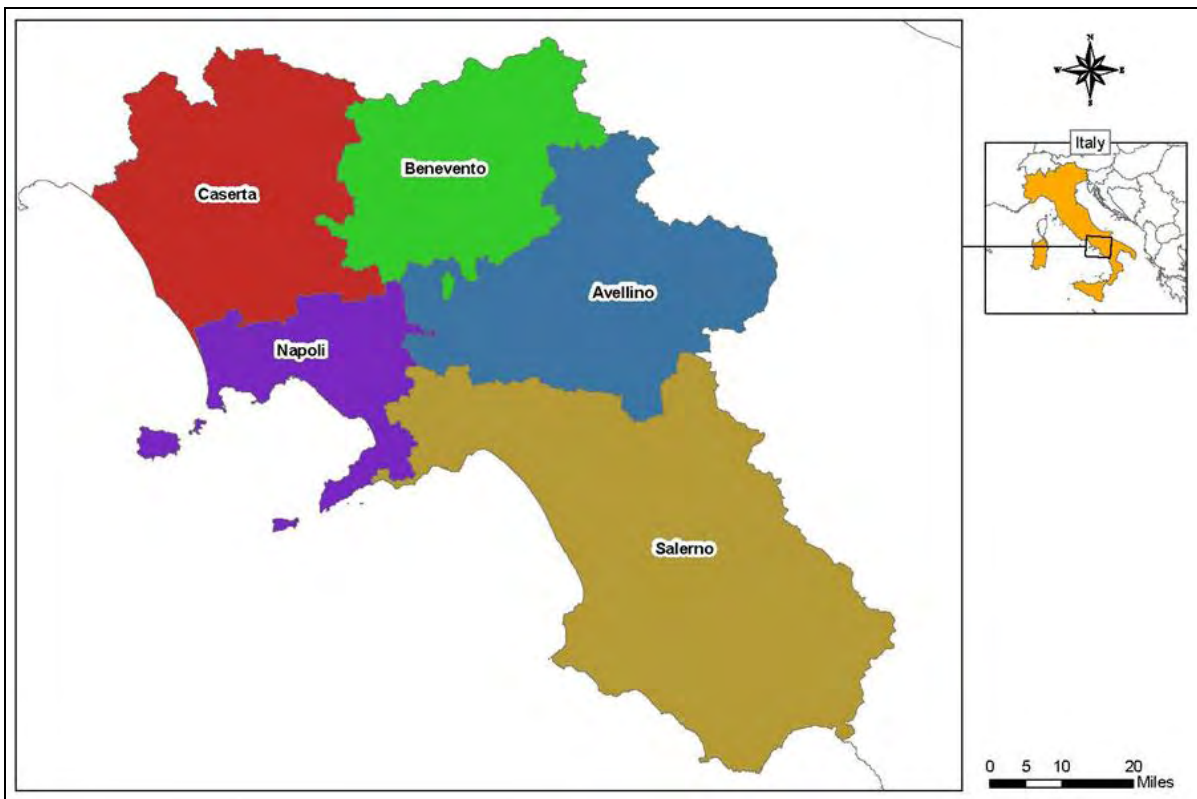 N
W E
S
Italy
Benevento
Caserta
Avellino
Napoli
Salerno
0 5 10 20
Miles